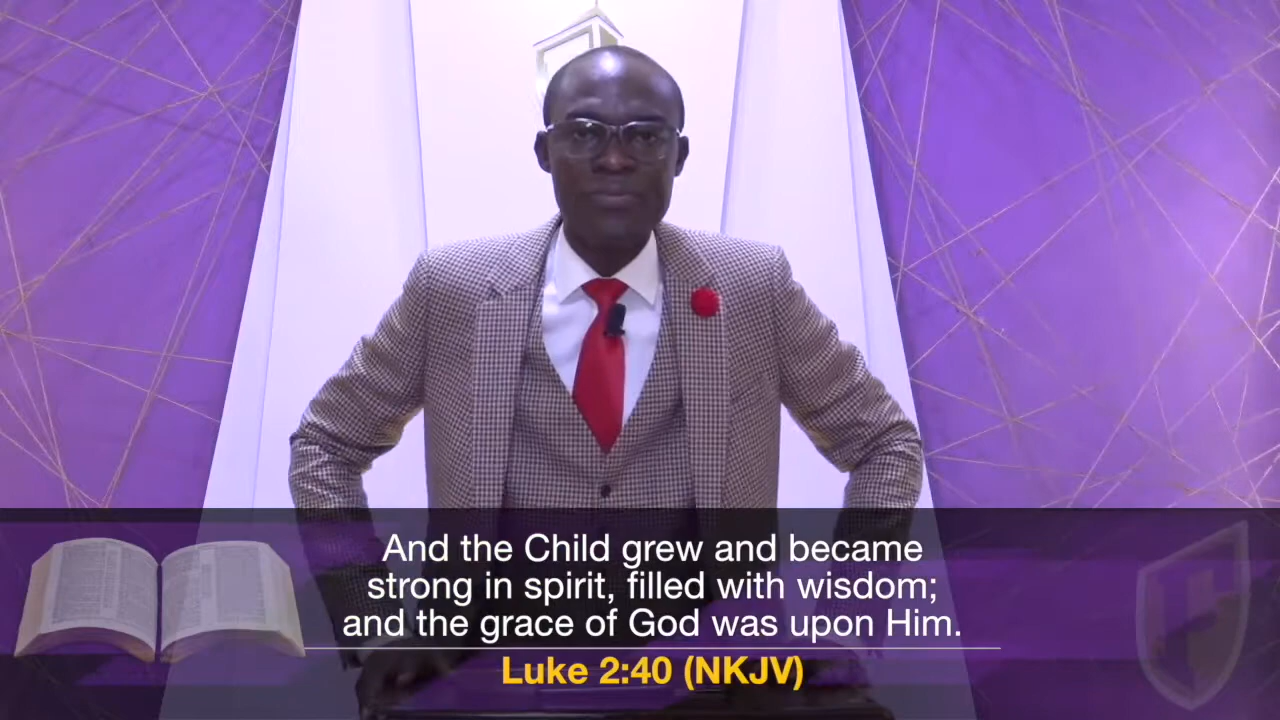 And the Child grew and became
strong in spirit, filled with wisdom;
and the grace of God was upon Him.
Luke 2:40 (NKJV)